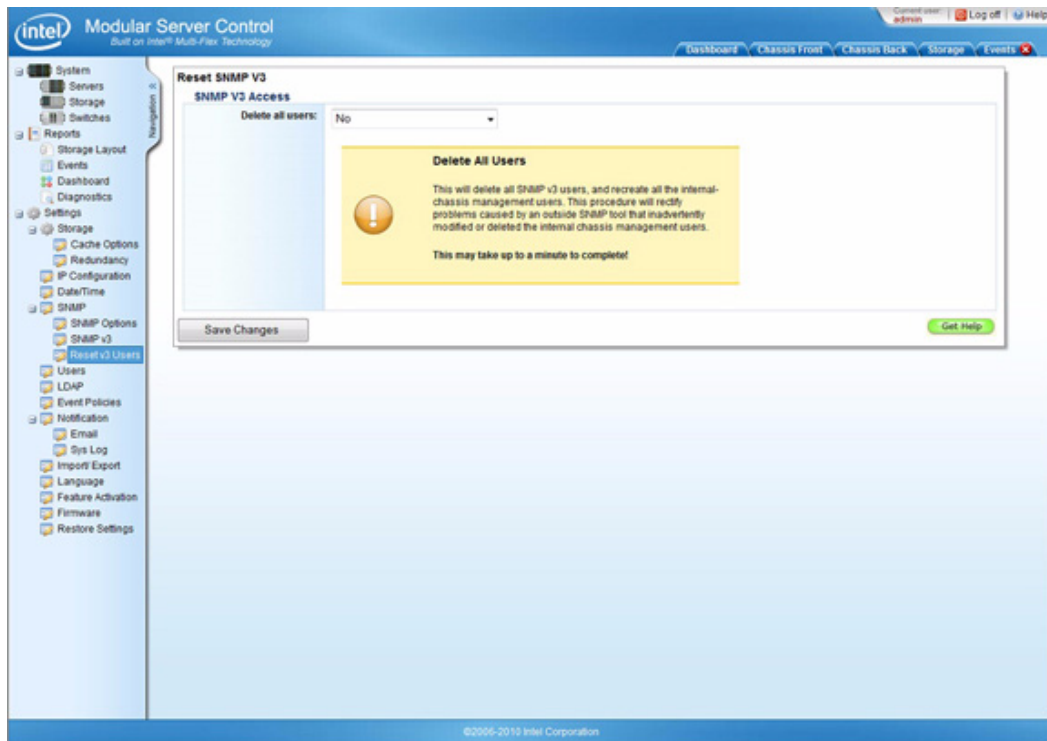 intel
Modular Server Control
Built on Intel® Multi-Flex Technology
Current user:
admin
Log off
Help
Dashboard
Chassis Front
Chassis Back
Storage
Events
Navigation
System
Servers
Storage
Switches
Reports
Storage Layout
Events
Dashboard
Diagnostics
Settings
Storage
Cache Options
Redundancy
IP Configuration
Date/Time
SNMP
SNMP Options
SNMP v3
Reset v3 Users
Users
LDAP
Event Policies
Notification
Email
Sys Log
Import/ Export
Language
Feature Activation
Firmware
Restore Settings
Reset SNMP V3
SNMP V3 Access
Delete all users:
No
Delete All Users
This will delete all SNMP v3 users, and recreate all the internal-
chassis management users. This procedure will rectify
problems caused by an outside SNMP tool that inadvertently
modified or deleted the internal chassis management users.
This may take up to a minute to complete!
Save Changes
Get Help
©2006-2010 Intel Corporation